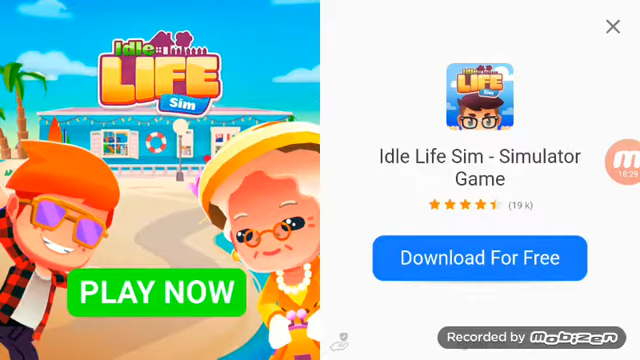 Idle
LIFE
Sim
PLAY NOW
Idle
LIFE
Sim
Idle Life Sim - Simulator
Game
(19 k)
Download For Free
18:29
Recorded by mobizen